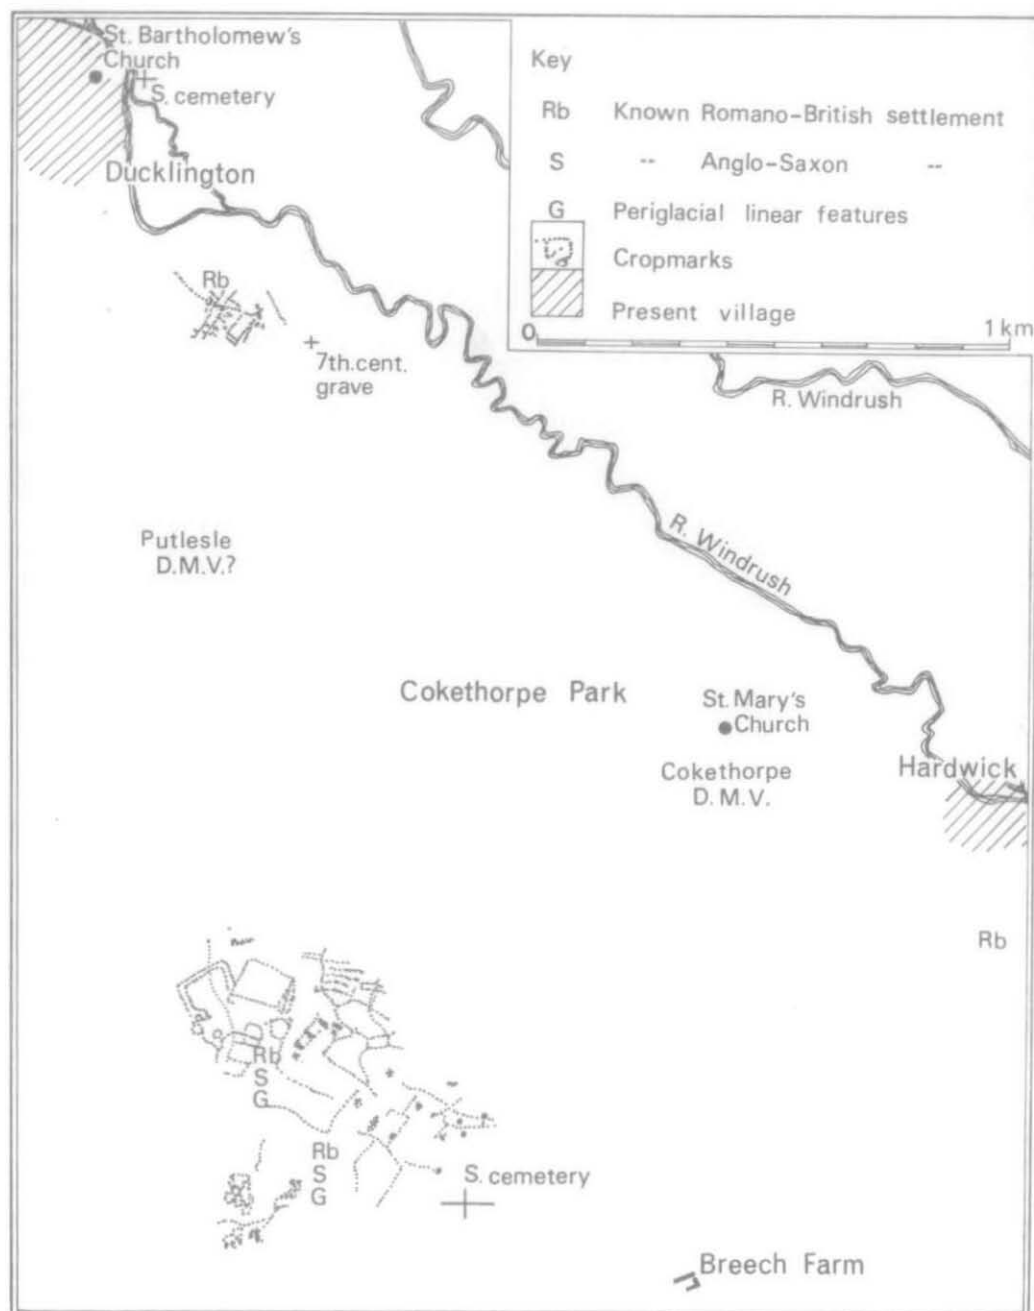 St. Bartholomew's
Church
S. cemetery
Ducklington
Key
Rb Known Romano-British settlement
S -- Anglo-Saxon --
G Periglacial linear features
Cropmarks
Present village
0 1 km
R. Windrush
Rb
7th.cent.
grave
R. Windrush
Putlesle
D.M.V.?
Cokethorpe Park
St. Mary's
Church
Cokethorpe
D.M.V.
Hardwick
Rb
Rb
S
G
Rb
S
G
S. cemetery
Breech Farm